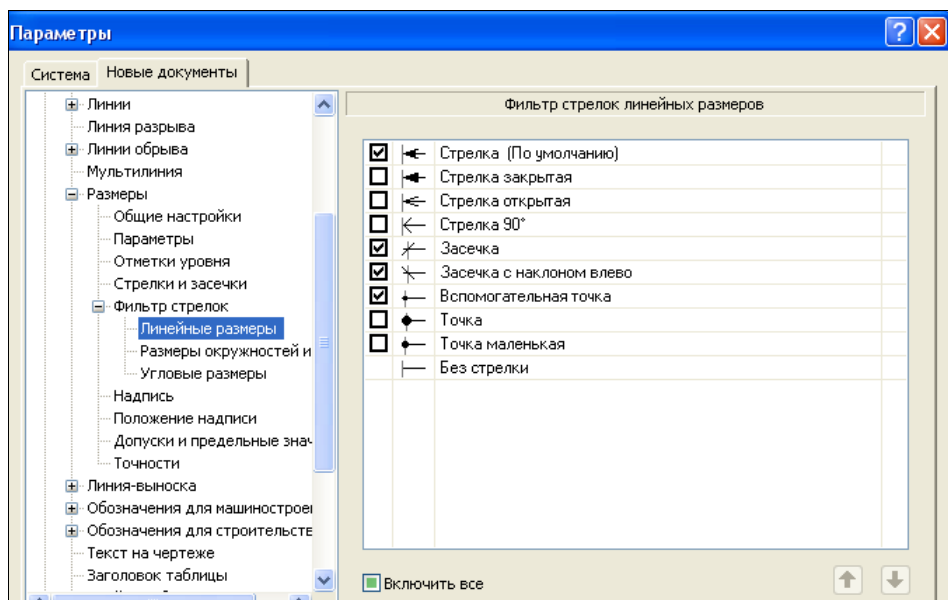 Параметры
Система
Новые документы
Линии
Линия разрыва
Линии обрыва
Мультилиния
Размеры
Общие настройки
Параметры
Отметки уровня
Стрелки и засечки
Фильтр стрелок
Линейные размеры
Размеры окружностей и
Угловые размеры
Надпись
Положение надписи
Допуски и предельные знач
Точности
Линия-выноска
Обозначения для машинострое
Обозначения для строительств
Текст на чертеже
Заголовок таблицы
Фильтр стрелок линейных размеров
Стрелка (По умолчанию)
Стрелка закрытая
Стрелка открытая
Стрелка 90°
Засечка
Засечка с наклоном влево
Вспомогательная точка
Точка
Точка маленькая
Без стрелки
Включить все